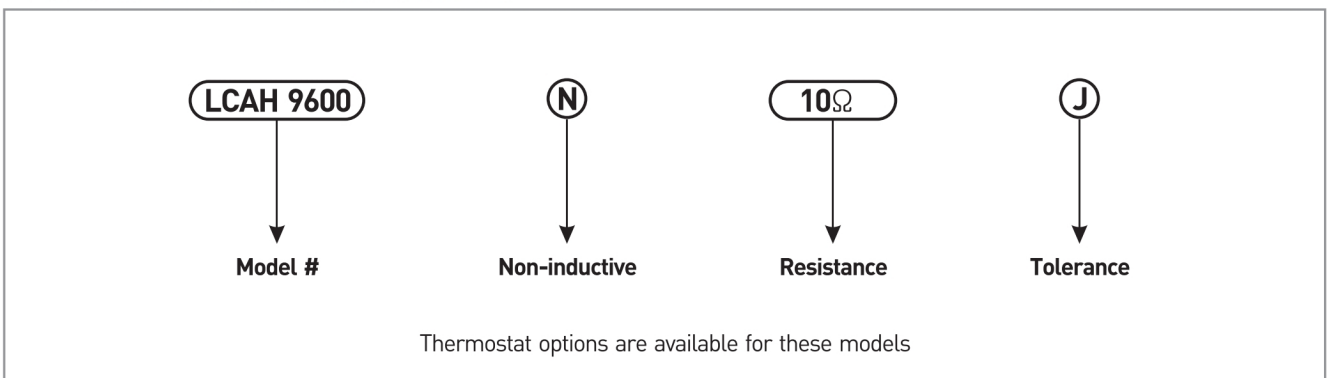 LCAH 9600 N 10Ω J
Model # Non-inductive Resistance Tolerance
Thermostat options are available for these models